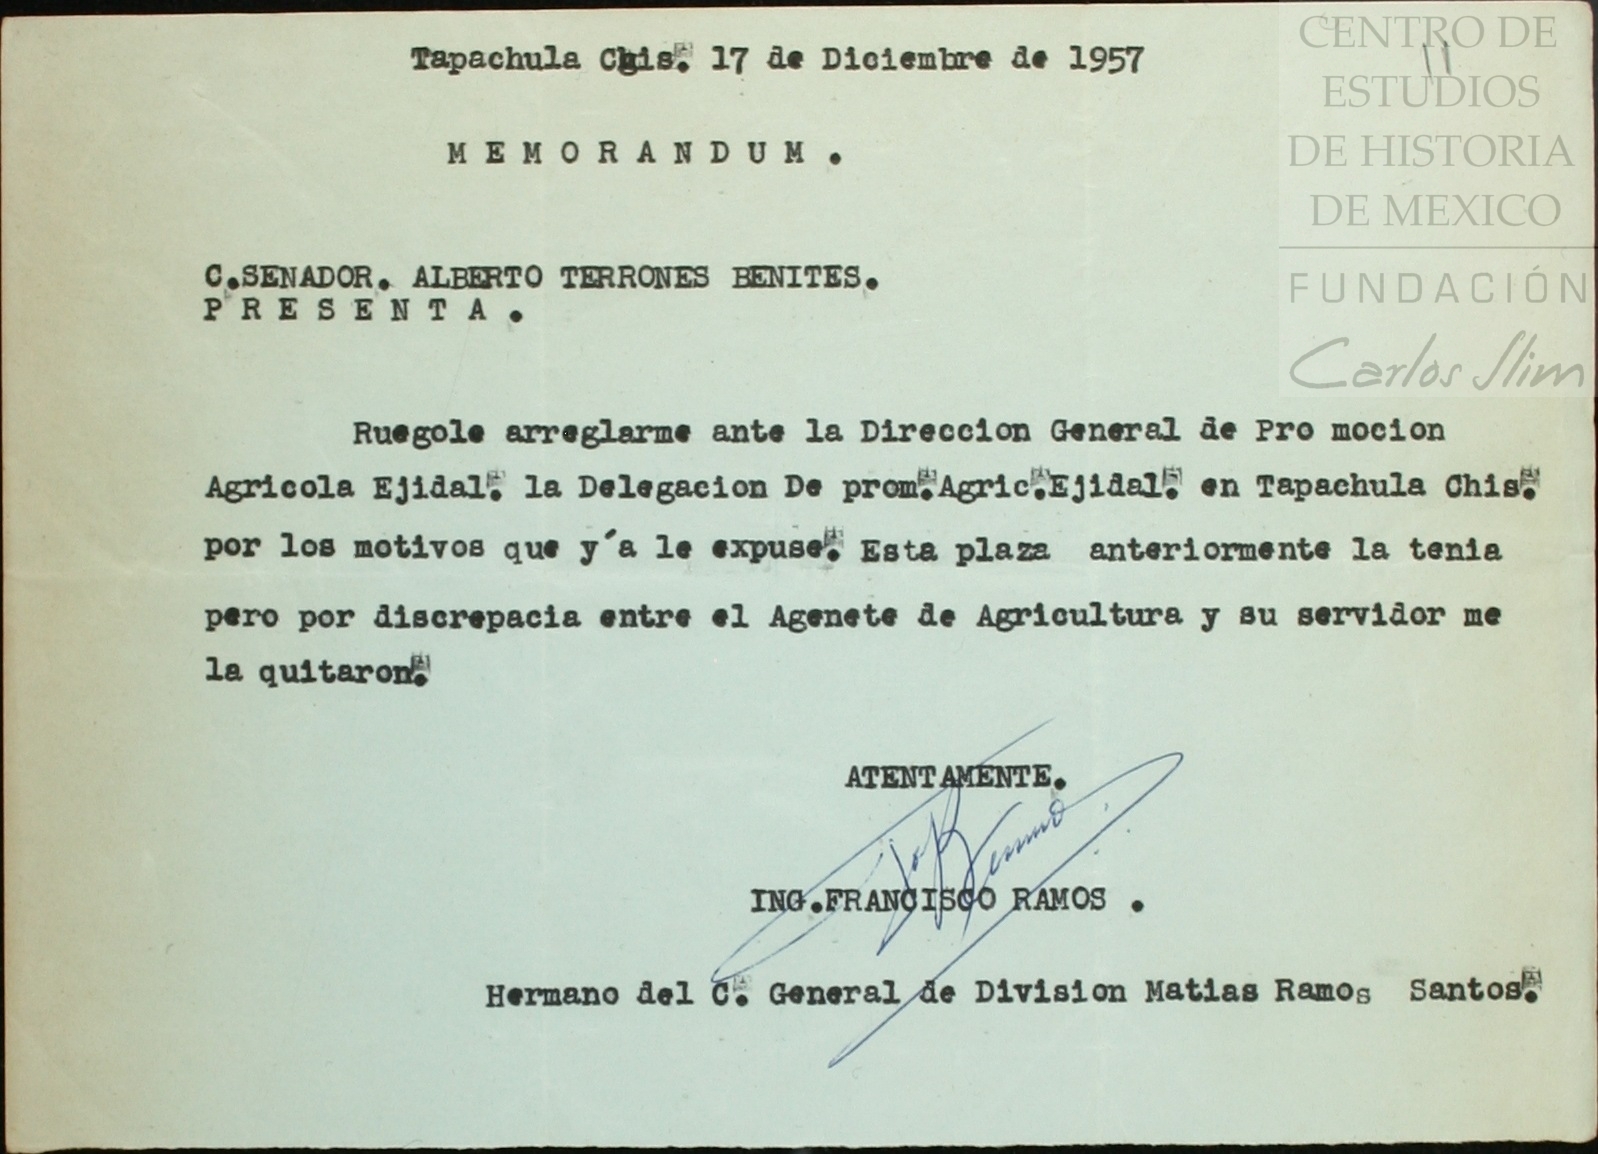 Tapachula Chis. 17 de Diciembre de 1957
11
M E M O R A N D U M .
C.SENADOR. ALBERTO TERRONES BENITES.
P R E S E N T A .
Ruegole arreglarme ante la Direccion General de Pro mocion
Agricola Ejidal. la Delegacion De prom.Agric.Ejidal. en Tapachula Chis.
por los motivos que y´a le expuse. Esta plaza anteriormente la tenia
pero por discrepacia entre el Agenete de Agricultura y su servidor me
la quitaron.
ATENTAMENTE.
ING.FRANCISCO RAMOS .
Hermano del C. General de Division Matias Ramos Santos.
CENTRO DE
ESTUDIOS
DE HISTORIA
DE MEXICO
FUNDACIÓN
Carlos Slim